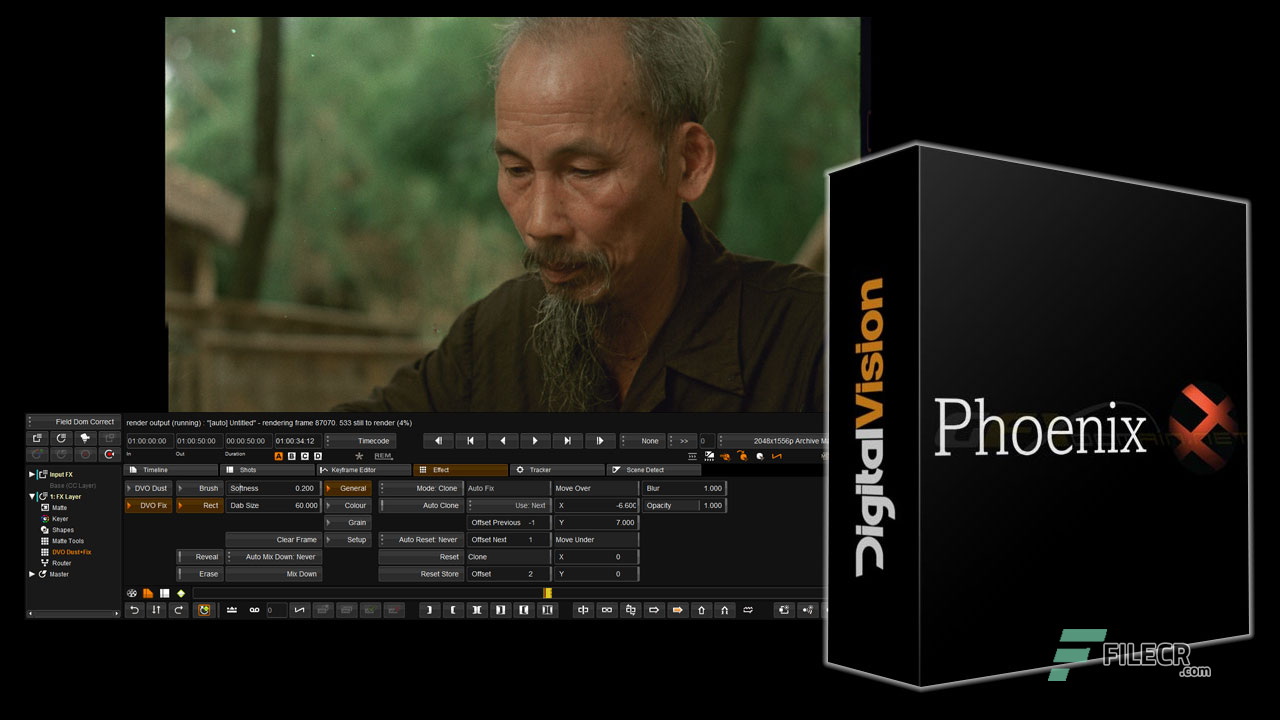 Field Dom Correct
render output (running) : "[auto] Untitled" - rendering frame 87070. 533 still to render (4%)
01:00:00:00 01:00:50:00 00:00:50:00 01:00:34:12 Timecode None >> 0 2048x1556p Archive Ma
In Out Duration A B C D REM
Timeline Shots Keyframe Editor Effect Tracker Scene Detect
Input FX
Base (CC Layer)
1: FX Layer
Matte
Keyer
Shapes
Matte Tools
DVO Dust+Fix
Router
Master
DVO Dust Brush Softness 0.200 General Mode: Clone Auto Fix Move Over Blur 1.000
DVO Fix Rect Dab Size 60.000 Colour Auto Clone Use: Next X -6.600 Opacity 1.000
Grain Offset Previous -1 Y 7.000
Clear Frame Setup Auto Reset: Never Offset Next 1 Move Under
Reveal Auto Mix Down: Never Reset Clone X 0
Erase Mix Down Reset Store Offset 2 Y 0
0
DigitalVision
Phoenix
FILECR
.com